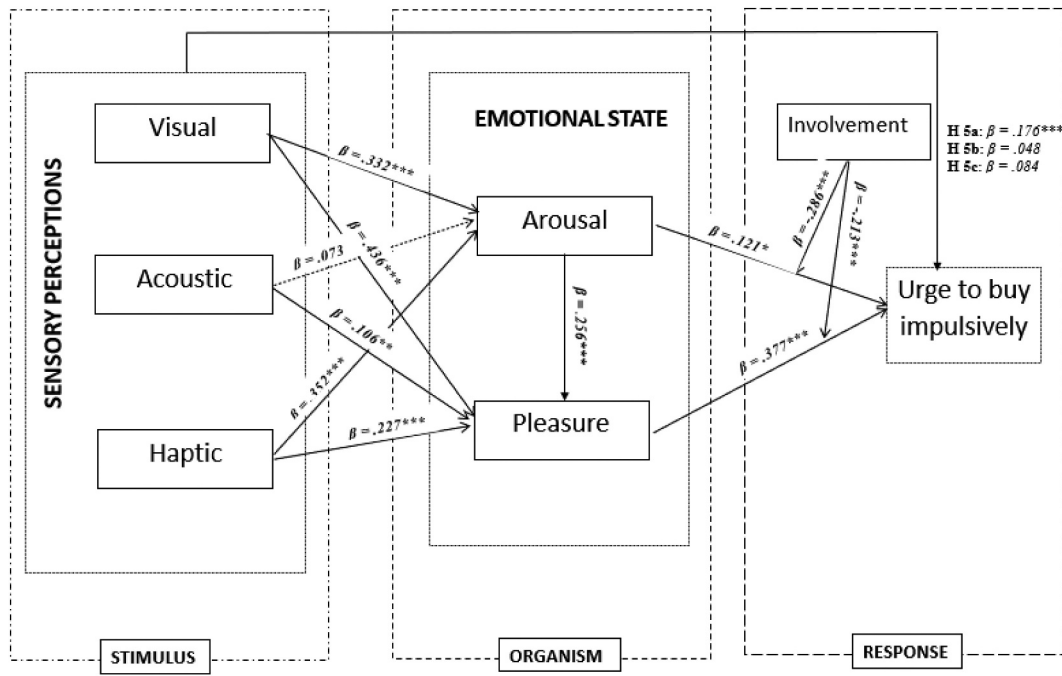 SENSORY PERCEPTIONS
Visual
Acoustic
Haptic
STIMULUS
β = .332***
β = .436***
β = .073
β = .106**
β = .352***
β = .227***
EMOTIONAL STATE
Arousal
β = .256***
Pleasure
ORGANISM
β = .121*
β = .377***
Involvement
β = -.286***
β = -.213***
H 5a: β = .176***
H 5b: β = .048
H 5c: β = .084
Urge to buy
impulsively
RESPONSE